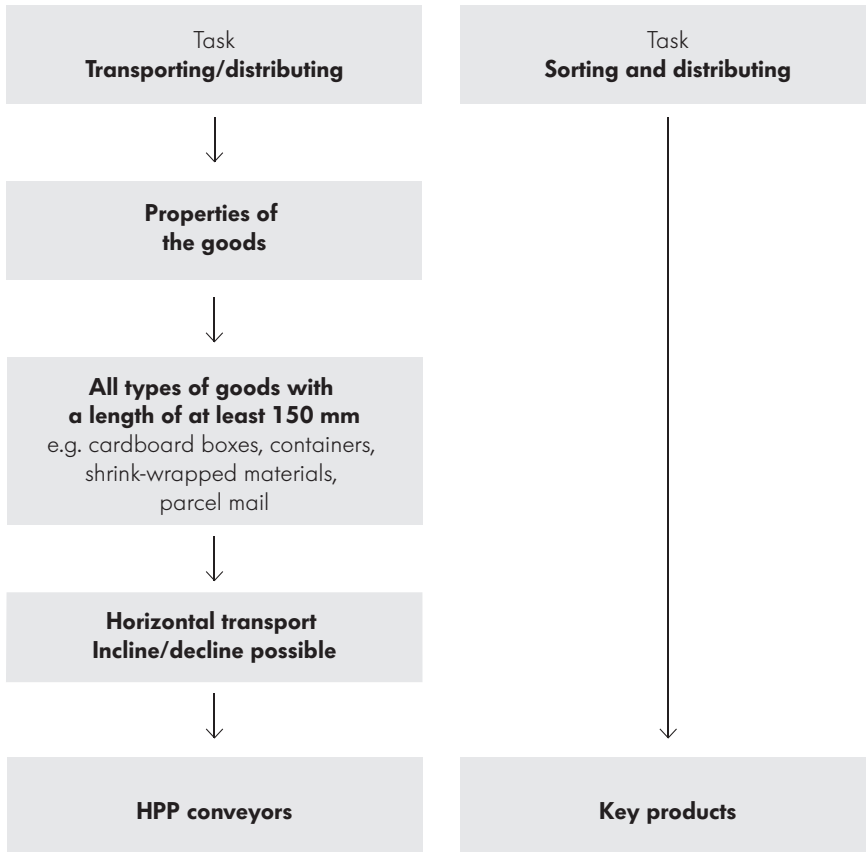 Task
Transporting/distributing
Task
Sorting and distributing
Properties of
the goods
All types of goods with
a length of at least 150 mm
e.g. cardboard boxes, containers,
shrink-wrapped materials,
parcel mail
Horizontal transport
Incline/decline possible
HPP conveyors
Key products